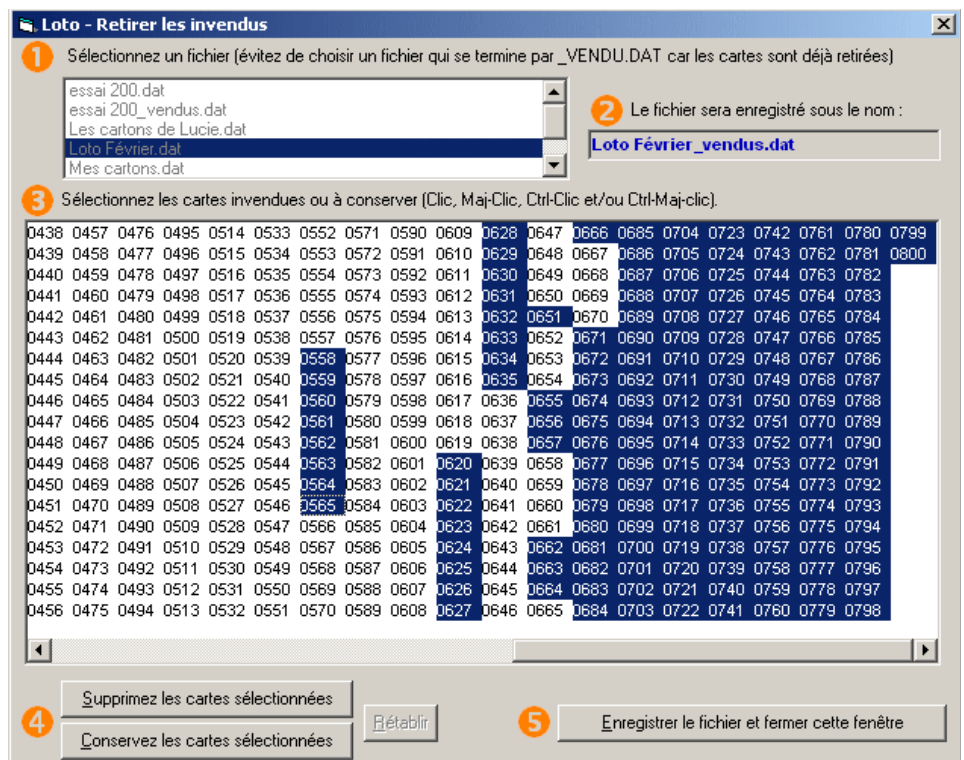 Loto - Retirer les invendus
1 Sélectionnez un fichier (évitez de choisir un fichier qui se termine par _VENDU.DAT car les cartes sont déjà retirées)
essai 200.dat
essai 200_vendus.dat
Les cartons de Lucie.dat
Loto Février.dat
Mes cartons.dat
2 Le fichier sera enregistré sous le nom :
Loto Février_vendus.dat
3 Sélectionnez les cartes invendues ou à conserver (Clic, Maj-Clic, Ctrl-Clic et/ou Ctrl-Maj-clic).
0438 0457 0476 0495 0514 0533 0552 0571 0590 0609 0628 0647 0666 0685 0704 0723 0742 0761 0780 0799
0439 0458 0477 0496 0515 0534 0553 0572 0591 0610 0629 0648 0667 0686 0705 0724 0743 0762 0781 0800
0440 0459 0478 0497 0516 0535 0554 0573 0592 0611 0630 0649 0668 0687 0706 0725 0744 0763 0782
0441 0460 0479 0498 0517 0536 0555 0574 0593 0612 0631 0650 0669 0688 0707 0726 0745 0764 0783
0442 0461 0480 0499 0518 0537 0556 0575 0594 0613 0632 0651 0670 0689 0708 0727 0746 0765 0784
0443 0462 0481 0500 0519 0538 0557 0576 0595 0614 0633 0652 0671 0690 0709 0728 0747 0766 0785
0444 0463 0482 0501 0520 0539 0558 0577 0596 0615 0634 0653 0672 0691 0710 0729 0748 0767 0786
0445 0464 0483 0502 0521 0540 0559 0578 0597 0616 0635 0654 0673 0692 0711 0730 0749 0768 0787
0446 0465 0484 0503 0522 0541 0560 0579 0598 0617 0636 0655 0674 0693 0712 0731 0750 0769 0788
0447 0466 0485 0504 0523 0542 0561 0580 0599 0618 0637 0656 0675 0694 0713 0732 0751 0770 0789
0448 0467 0486 0505 0524 0543 0562 0581 0600 0619 0638 0657 0676 0695 0714 0733 0752 0771 0790
0449 0468 0487 0506 0525 0544 0563 0582 0601 0620 0639 0658 0677 0696 0715 0734 0753 0772 0791
0450 0469 0488 0507 0526 0545 0564 0583 0602 0621 0640 0659 0678 0697 0716 0735 0754 0773 0792
0451 0470 0489 0508 0527 0546 0565 0584 0603 0622 0641 0660 0679 0698 0717 0736 0755 0774 0793
0452 0471 0490 0509 0528 0547 0566 0585 0604 0623 0642 0661 0680 0699 0718 0737 0756 0775 0794
0453 0472 0491 0510 0529 0548 0567 0586 0605 0624 0643 0662 0681 0700 0719 0738 0757 0776 0795
0454 0473 0492 0511 0530 0549 0568 0587 0606 0625 0644 0663 0682 0701 0720 0739 0758 0777 0796
0455 0474 0493 0512 0531 0550 0569 0588 0607 0626 0645 0664 0683 0702 0721 0740 0759 0778 0797
0456 0475 0494 0513 0532 0551 0570 0589 0608 0627 0646 0665 0684 0703 0722 0741 0760 0779 0798
4 Supprimez les cartes sélectionnées
Conservez les cartes sélectionnées
Rétablir
5 Enregistrer le fichier et fermer cette fenêtre